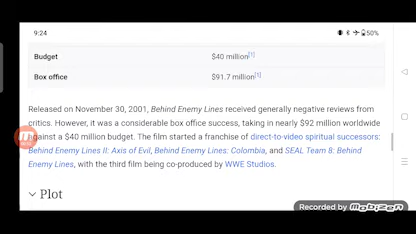 9:24
50%
Budget $40 million[1]
Box office $91.7 million[1]
Released on November 30, 2001, Behind Enemy Lines received generally negative reviews from
critics. However, it was a considerable box office success, taking in nearly $92 million worldwide
against a $40 million budget. The film started a franchise of direct-to-video spiritual successors:
Behind Enemy Lines II: Axis of Evil, Behind Enemy Lines: Colombia, and SEAL Team 8: Behind
Enemy Lines, with the third film being co-produced by WWE Studios.
Plot
Recorded by Mobizen